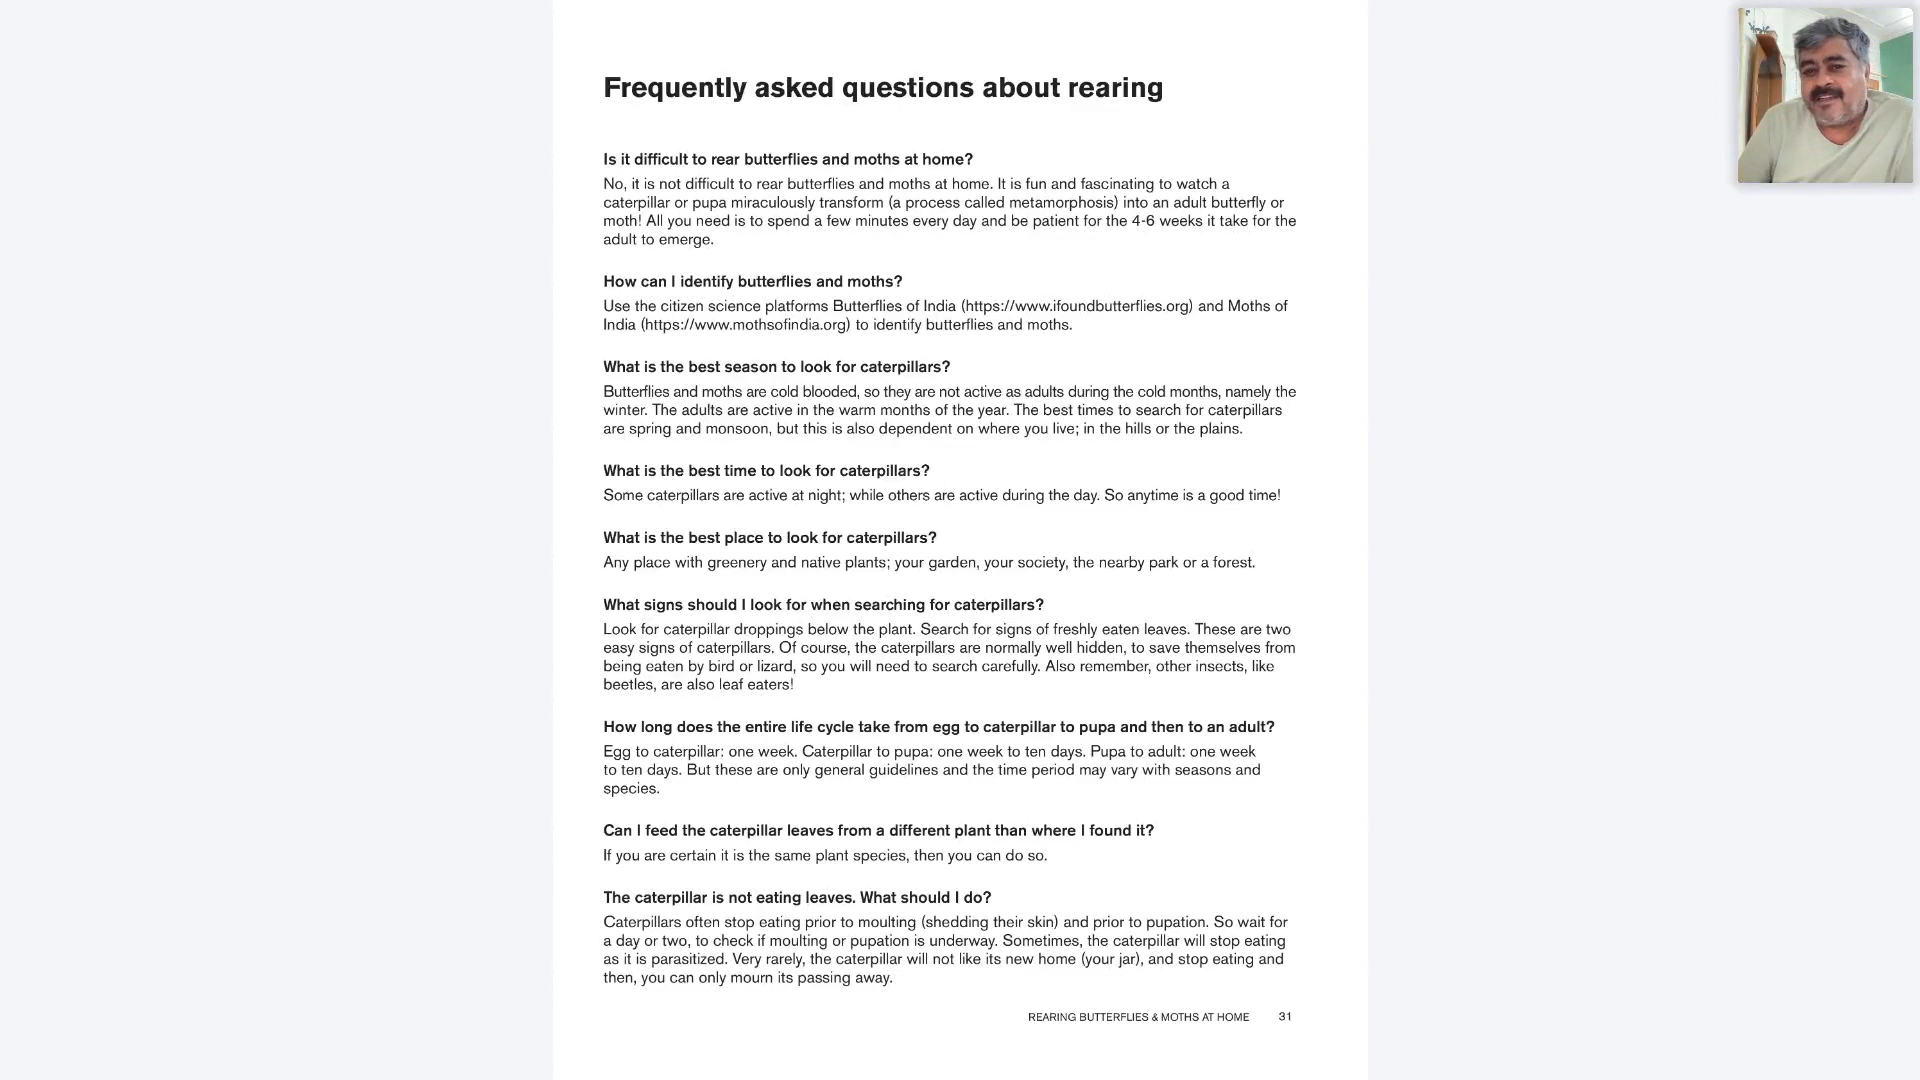 Frequently asked questions about rearing
Is it difficult to rear butterflies and moths at home?
No, it is not difficult to rear butterflies and moths at home. It is fun and fascinating to watch a
caterpillar or pupa miraculously transform (a process called metamorphosis) into an adult butterfly or
moth! All you need is to spend a few minutes every day and be patient for the 4-6 weeks it take for the
adult to emerge.
How can I identify butterflies and moths?
Use the citizen science platforms Butterflies of India (https://www.ifoundbutterflies.org) and Moths of
India (https://www.mothsofindia.org) to identify butterflies and moths.
What is the best season to look for caterpillars?
Butterflies and moths are cold blooded, so they are not active as adults during the cold months, namely the
winter. The adults are active in the warm months of the year. The best times to search for caterpillars
are spring and monsoon, but this is also dependent on where you live; in the hills or the plains.
What is the best time to look for caterpillars?
Some caterpillars are active at night; while others are active during the day. So anytime is a good time!
What is the best place to look for caterpillars?
Any place with greenery and native plants; your garden, your society, the nearby park or a forest.
What signs should I look for when searching for caterpillars?
Look for caterpillar droppings below the plant. Search for signs of freshly eaten leaves. These are two
easy signs of caterpillars. Of course, the caterpillars are normally well hidden, to save themselves from
being eaten by bird or lizard, so you will need to search carefully. Also remember, other insects, like
beetles, are also leaf eaters!
How long does the entire life cycle take from egg to caterpillar to pupa and then to an adult?
Egg to caterpillar: one week. Caterpillar to pupa: one week to ten days. Pupa to adult: one week
to ten days. But these are only general guidelines and the time period may vary with seasons and
species.
Can I feed the caterpillar leaves from a different plant than where I found it?
If you are certain it is the same plant species, then you can do so.
The caterpillar is not eating leaves. What should I do?
Caterpillars often stop eating prior to moulting (shedding their skin) and prior to pupation. So wait for
a day or two, to check if moulting or pupation is underway. Sometimes, the caterpillar will stop eating
as it is parasitized. Very rarely, the caterpillar will not like its new home (your jar), and stop eating and
then, you can only mourn its passing away.
REARING BUTTERFLIES & MOTHS AT HOME 31